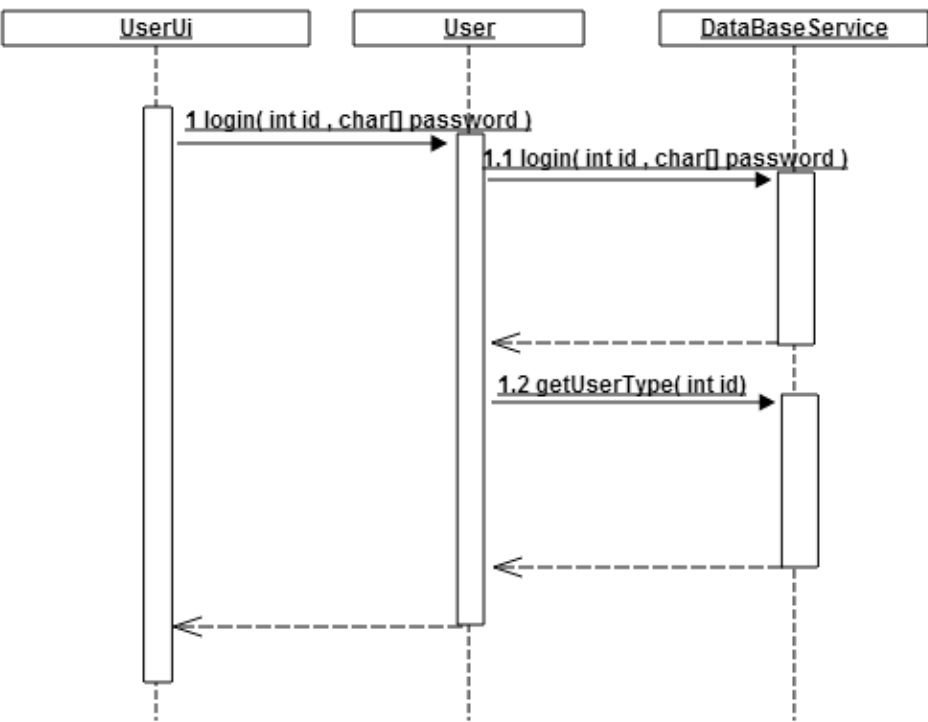 UserUi
User
DataBaseService
1 login( int id , char[] password )
1.1 login( int id , char[] password )
1.2 getUserType( int id)